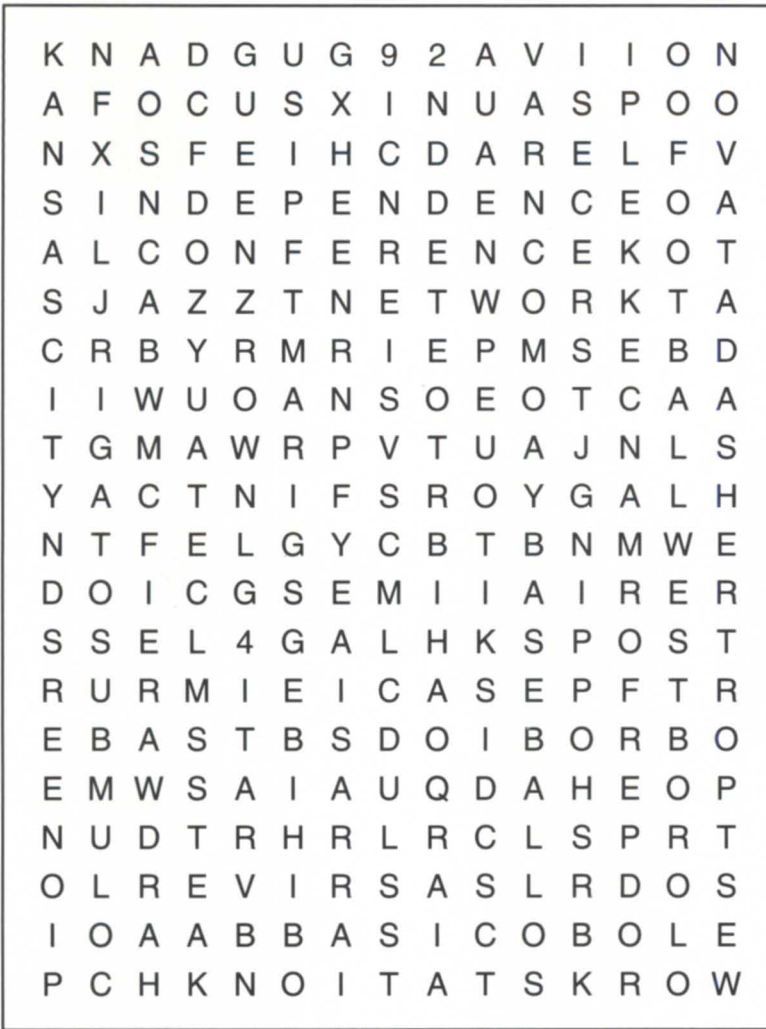 K N A D G U G 9 2 A V I I O N
A F O C U S X I N U A S P O O
N X S F E I H C D A R E L F V
S I N D E P E N D E N C E O A
A L C O N F E R E N C E K O T
S J A Z Z T N E T W O R K T A
C R B Y R M R I E P M S E B D
I I W U O A N S O E O T C A A
T G M A W R P V T U A J N L S
Y A C T N I F S R O Y G A L H
N T F E L G Y C B T B N M W E
D O I C G S E M I I A I R E R
S S E L 4 G A L H K S P O S T
R U R M I E I C A S E P F T R
E B A S T B S D O I B O R B O
E M W S A I A U Q D A H E O P
N U D T R H R L R C L S P R T
O L R E V I R S A S L R D O S
I O A A B B A S I C O B O L E
P C H K N O I T A T S K R O W